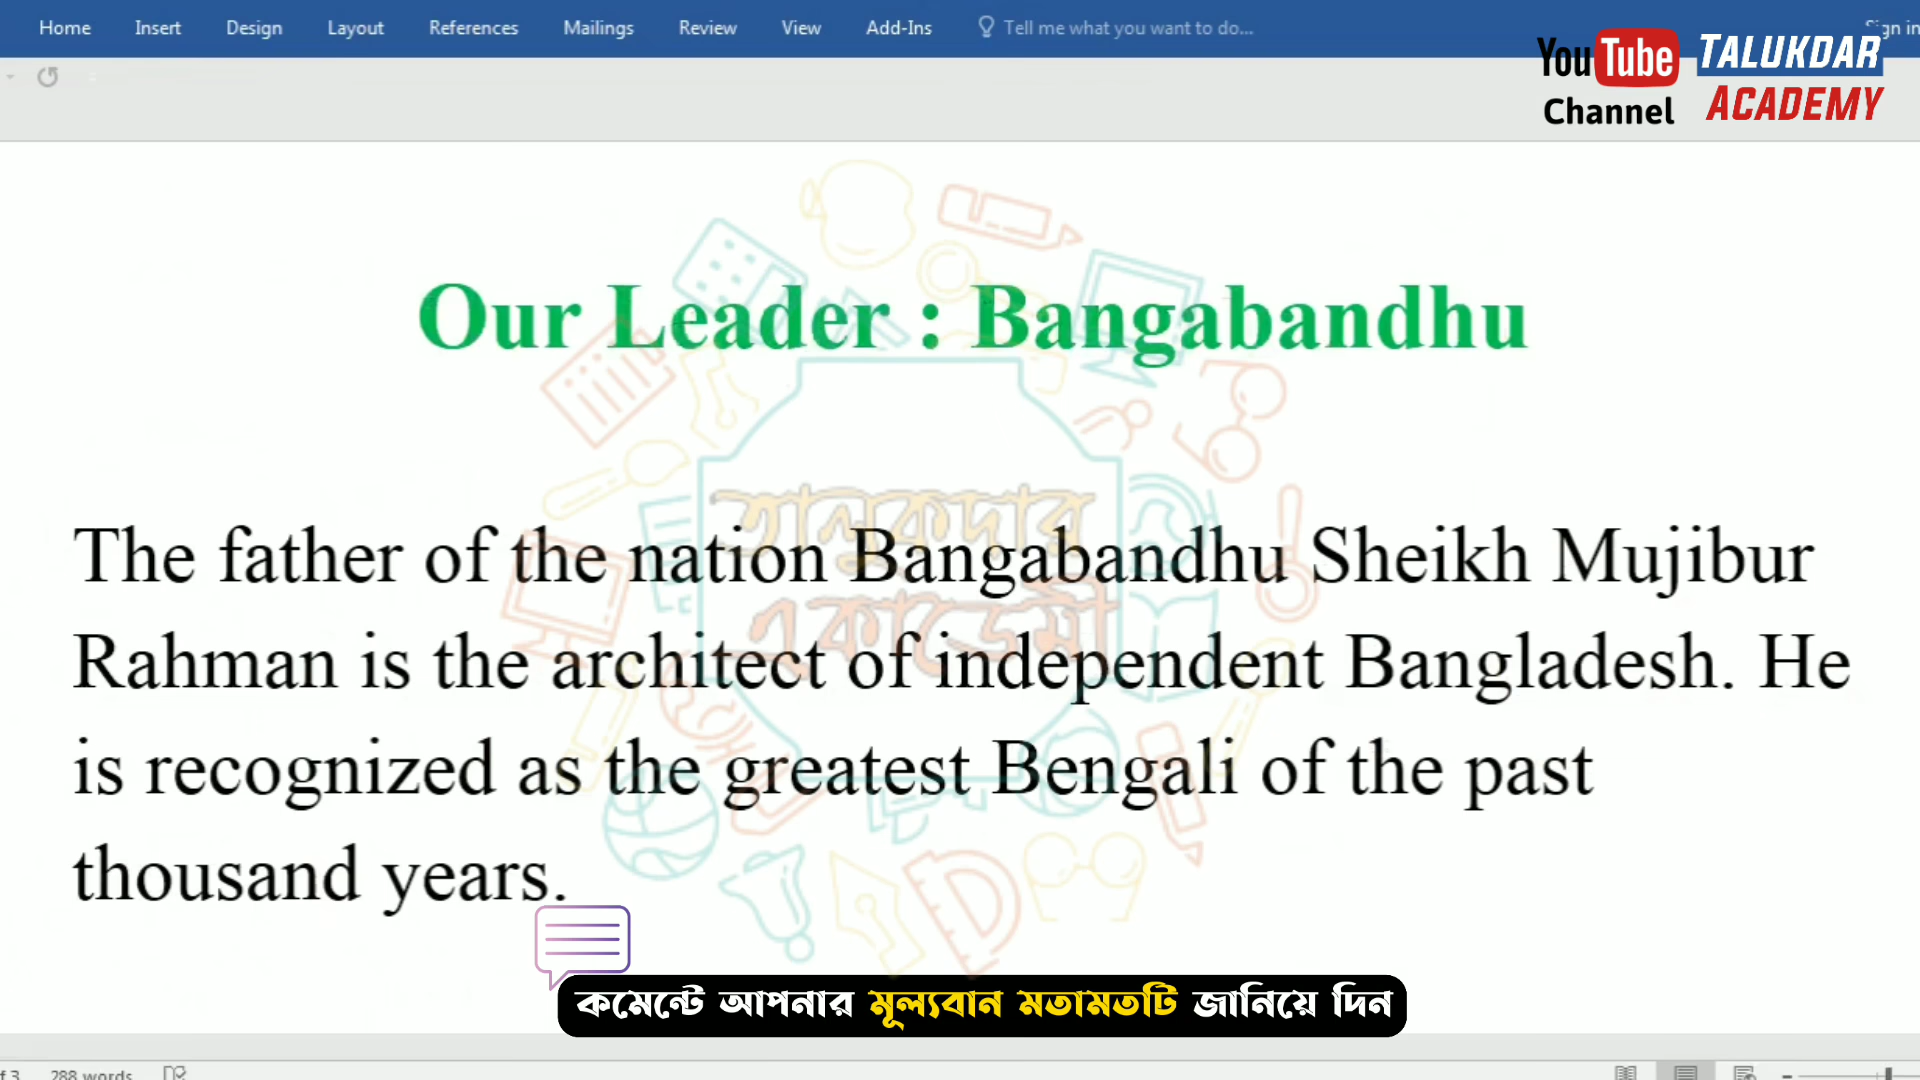 Home Insert Design Layout References Mailings Review View Add-Ins Tell me what you want to do...
YouTube TALUKDAR
Channel ACADEMY
Our Leader : Bangabandhu
তালুকদার
একাডেমী
The father of the nation Bangabandhu Sheikh Mujibur
Rahman is the architect of independent Bangladesh. He
is recognized as the greatest Bengali of the past
thousand years.
কমেন্টে আপনার মূল্যবান মতামতটি জানিয়ে দিন
288 words